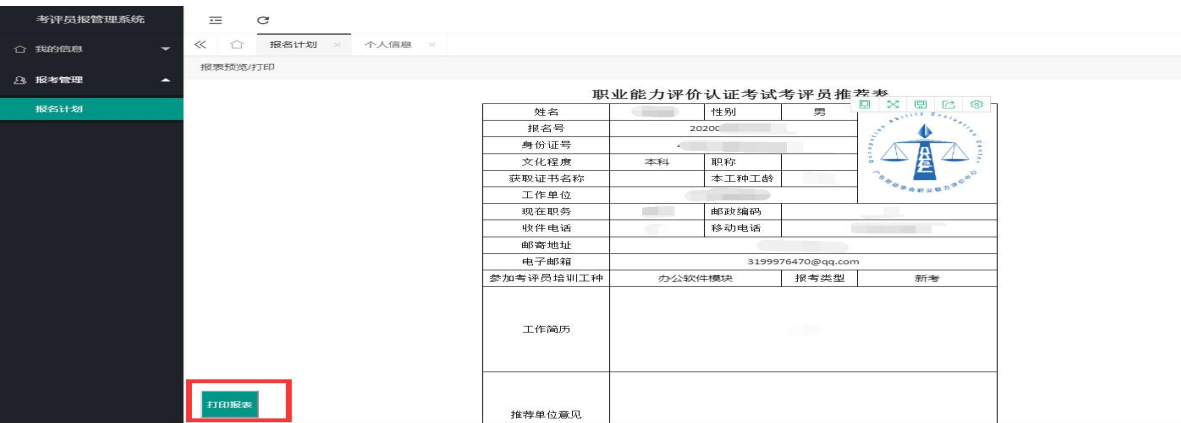 考评员报管理系统
我的信息
报考管理
报名计划
报名计划 × 个人信息 ×
报表预览/打印
职业能力评价认证考试考评员推荐表
姓名 性别 男
报名号 2020
身份证号
文化程度 本科 职称
获取证书名称 本工种工龄
工作单位
现在职务 邮政编码
收件电话 移动电话
邮寄地址
电子邮箱 3199976470@qq.com
参加考评员培训工种 办公软件模块 报考类型 新考
工作简历
推荐单位意见
打印报表